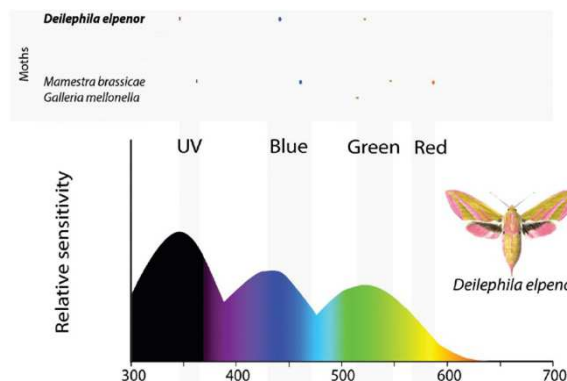 Moths
Deilephila elpenor
Mamestra brassicae
Galleria mellonella
UV Blue Green Red
Relative sensitivity
Deilephila elpeno
300 400 500 600 700